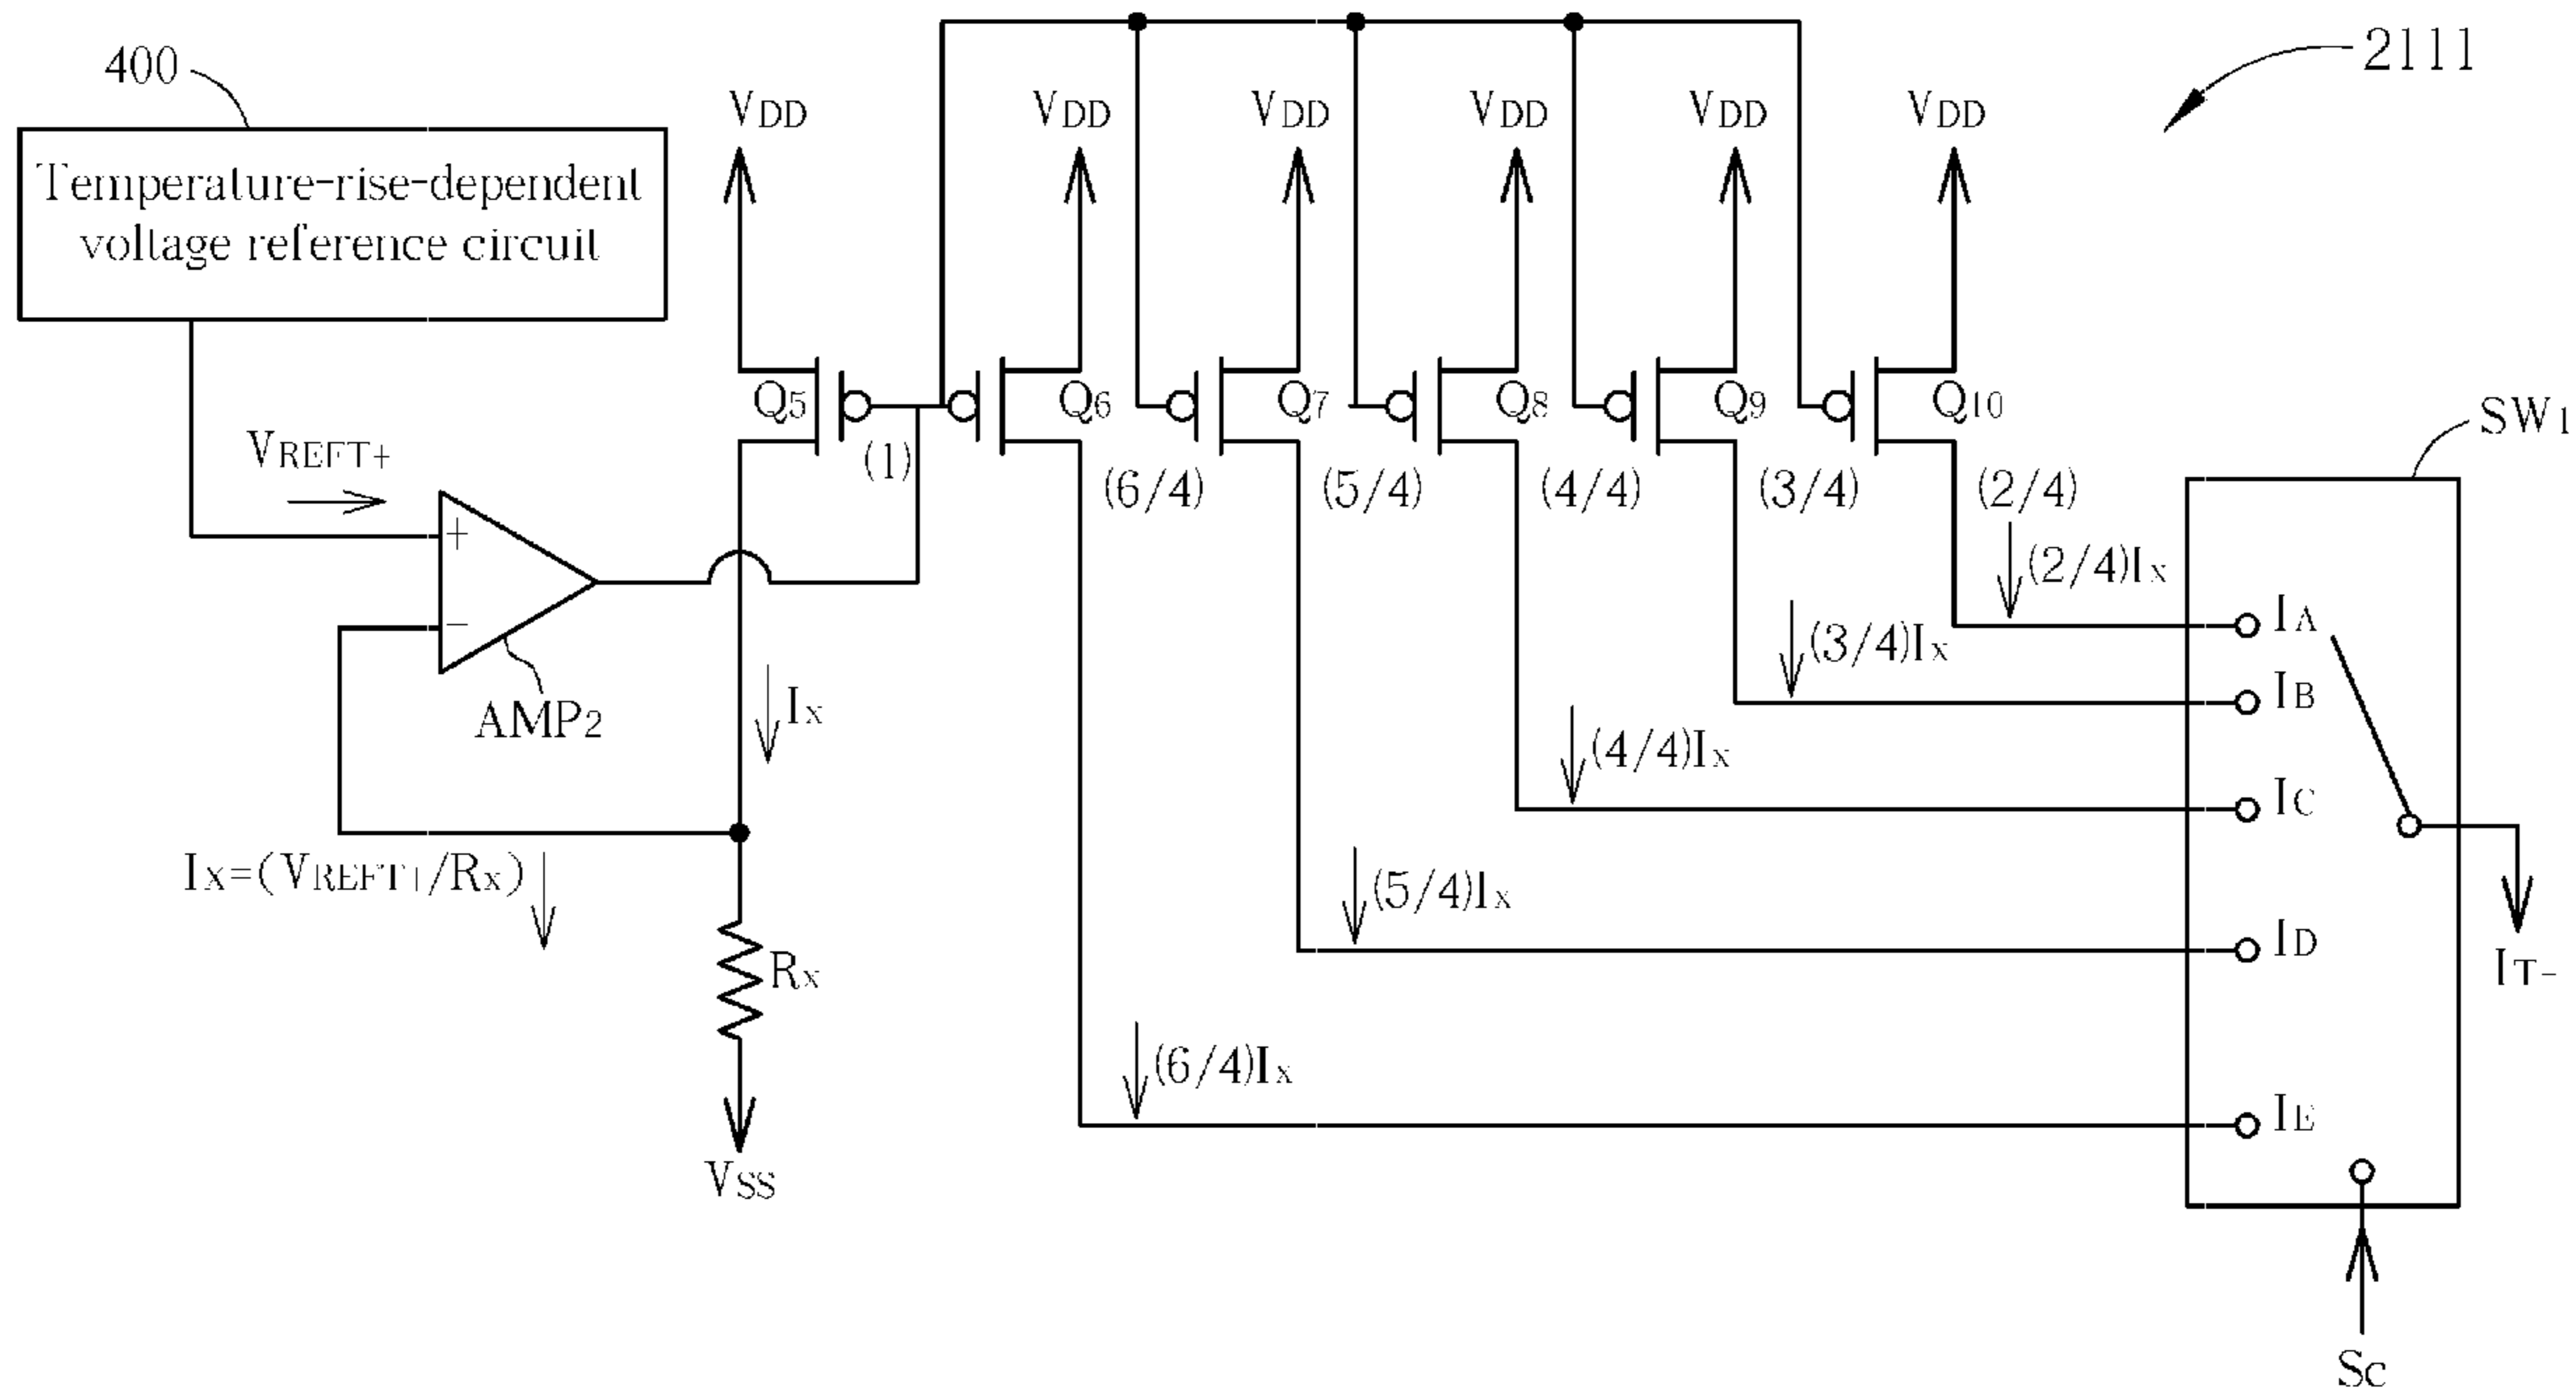 400
2111
Temperature-rise-dependent
voltage reference circuit
VDD
VDD
VDD
VDD
VDD
VDD
Q5
Q6
Q7
Q8
Q9
Q10
SW1
VREFT+
(1)
(6/4)
(5/4)
(4/4)
(3/4)
(2/4)
+
−
AMP2
Ix
(2/4)Ix
(3/4)Ix
(4/4)Ix
(5/4)Ix
(6/4)Ix
IA
IB
IC
ID
IE
IX=(VREFT+/Rx)
Rx
VSS
IT-
SC